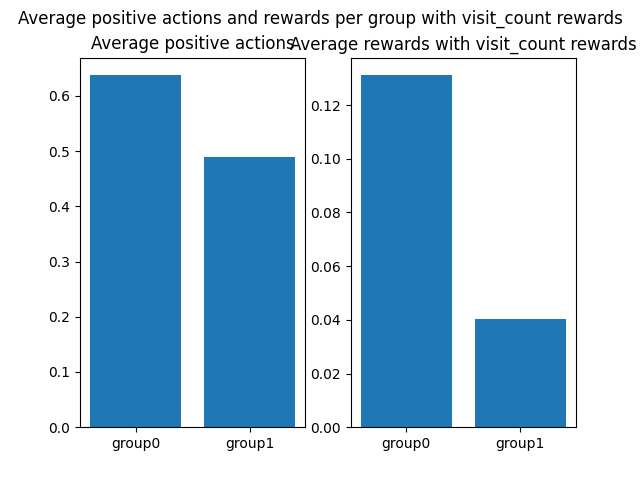 Average positive actions and rewards per group with visit_count rewards
Average positive actions
Average rewards with visit_count rewards
0.6
0.5
0.4
0.3
0.2
0.1
0.0
group0
group1
0.12
0.10
0.08
0.06
0.04
0.02
0.00
group0
group1